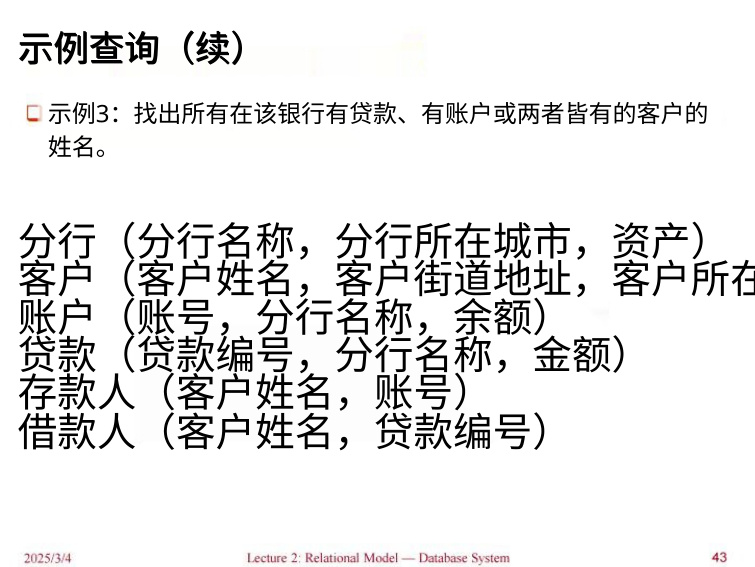 示例查询（续）
示例3：找出所有在该银行有贷款、有账户或两者皆有的客户的
姓名。
分行（分行名称，分行所在城市，资产）
客户（客户姓名，客户街道地址，客户所在
账户（账号，分行名称，余额）
贷款（贷款编号，分行名称，金额）
存款人（客户姓名，账号）
借款人（客户姓名，贷款编号）
2025/3/4
Lecture 2: Relational Model — Database System
43